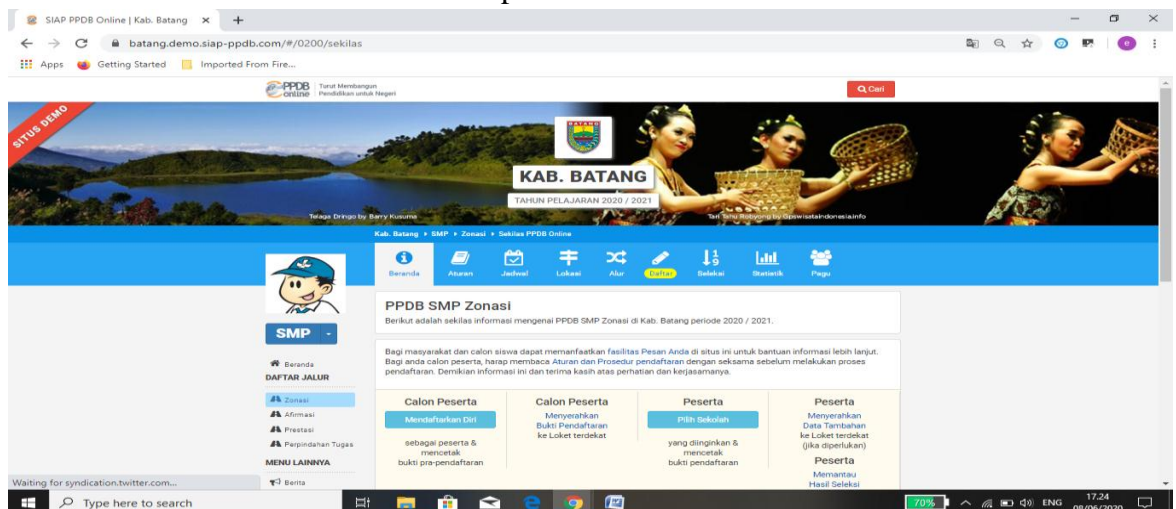 SIAP PPDB Online | Kab. Batang
batang.demo.siap-ppdb.com/#/0200/sekilas
e
Apps Getting Started Imported From Fire...
PPDB online Turut Membangun Pendidikan untuk Negeri
Cari
SITUS DEMO
BATANG
KAB. BATANG
TAHUN PELAJARAN 2020 / 2021
Telaga Dringo by Barry Kusuma
Tari Tahu Robyong by Gpswisataindonesia.info
Kab. Batang SMP Zonasi Sekilas PPDB Online
Beranda Aturan Jadwal Lokasi Alur Daftar Seleksi Statistik Pagu
SMP
Beranda
DAFTAR JALUR
Zonasi
Afirmasi
Prestasi
Perpindahan Tugas
MENU LAINNYA
Berita
PPDB SMP Zonasi
Berikut adalah sekilas informasi mengenai PPDB SMP Zonasi di Kab. Batang periode 2020 / 2021.
Bagi masyarakat dan calon siswa dapat memanfaatkan fasilitas Pesan Anda di situs ini untuk bantuan informasi lebih lanjut.
Bagi anda calon peserta, harap membaca Aturan dan Prosedur pendaftaran dengan seksama sebelum melakukan proses
pendaftaran. Demikian informasi ini dan terima kasih atas perhatian dan kerjasamanya.
Calon Peserta
Mendaftarkan Diri
sebagai peserta &
mencetak
bukti pra-pendaftaran
Calon Peserta
Menyerahkan
Bukti Pendaftaran
ke Loket terdekat
Peserta
Pilih Sekolah
yang diinginkan &
mencetak
bukti pendaftaran
Peserta
Menyerahkan
Data Tambahan
ke Loket terdekat
(jika diperlukan)
Peserta
Memantau
Hasil Seleksi
Waiting for syndication.twitter.com...
Type here to search
70%
ENG
17.24
08/06/2020